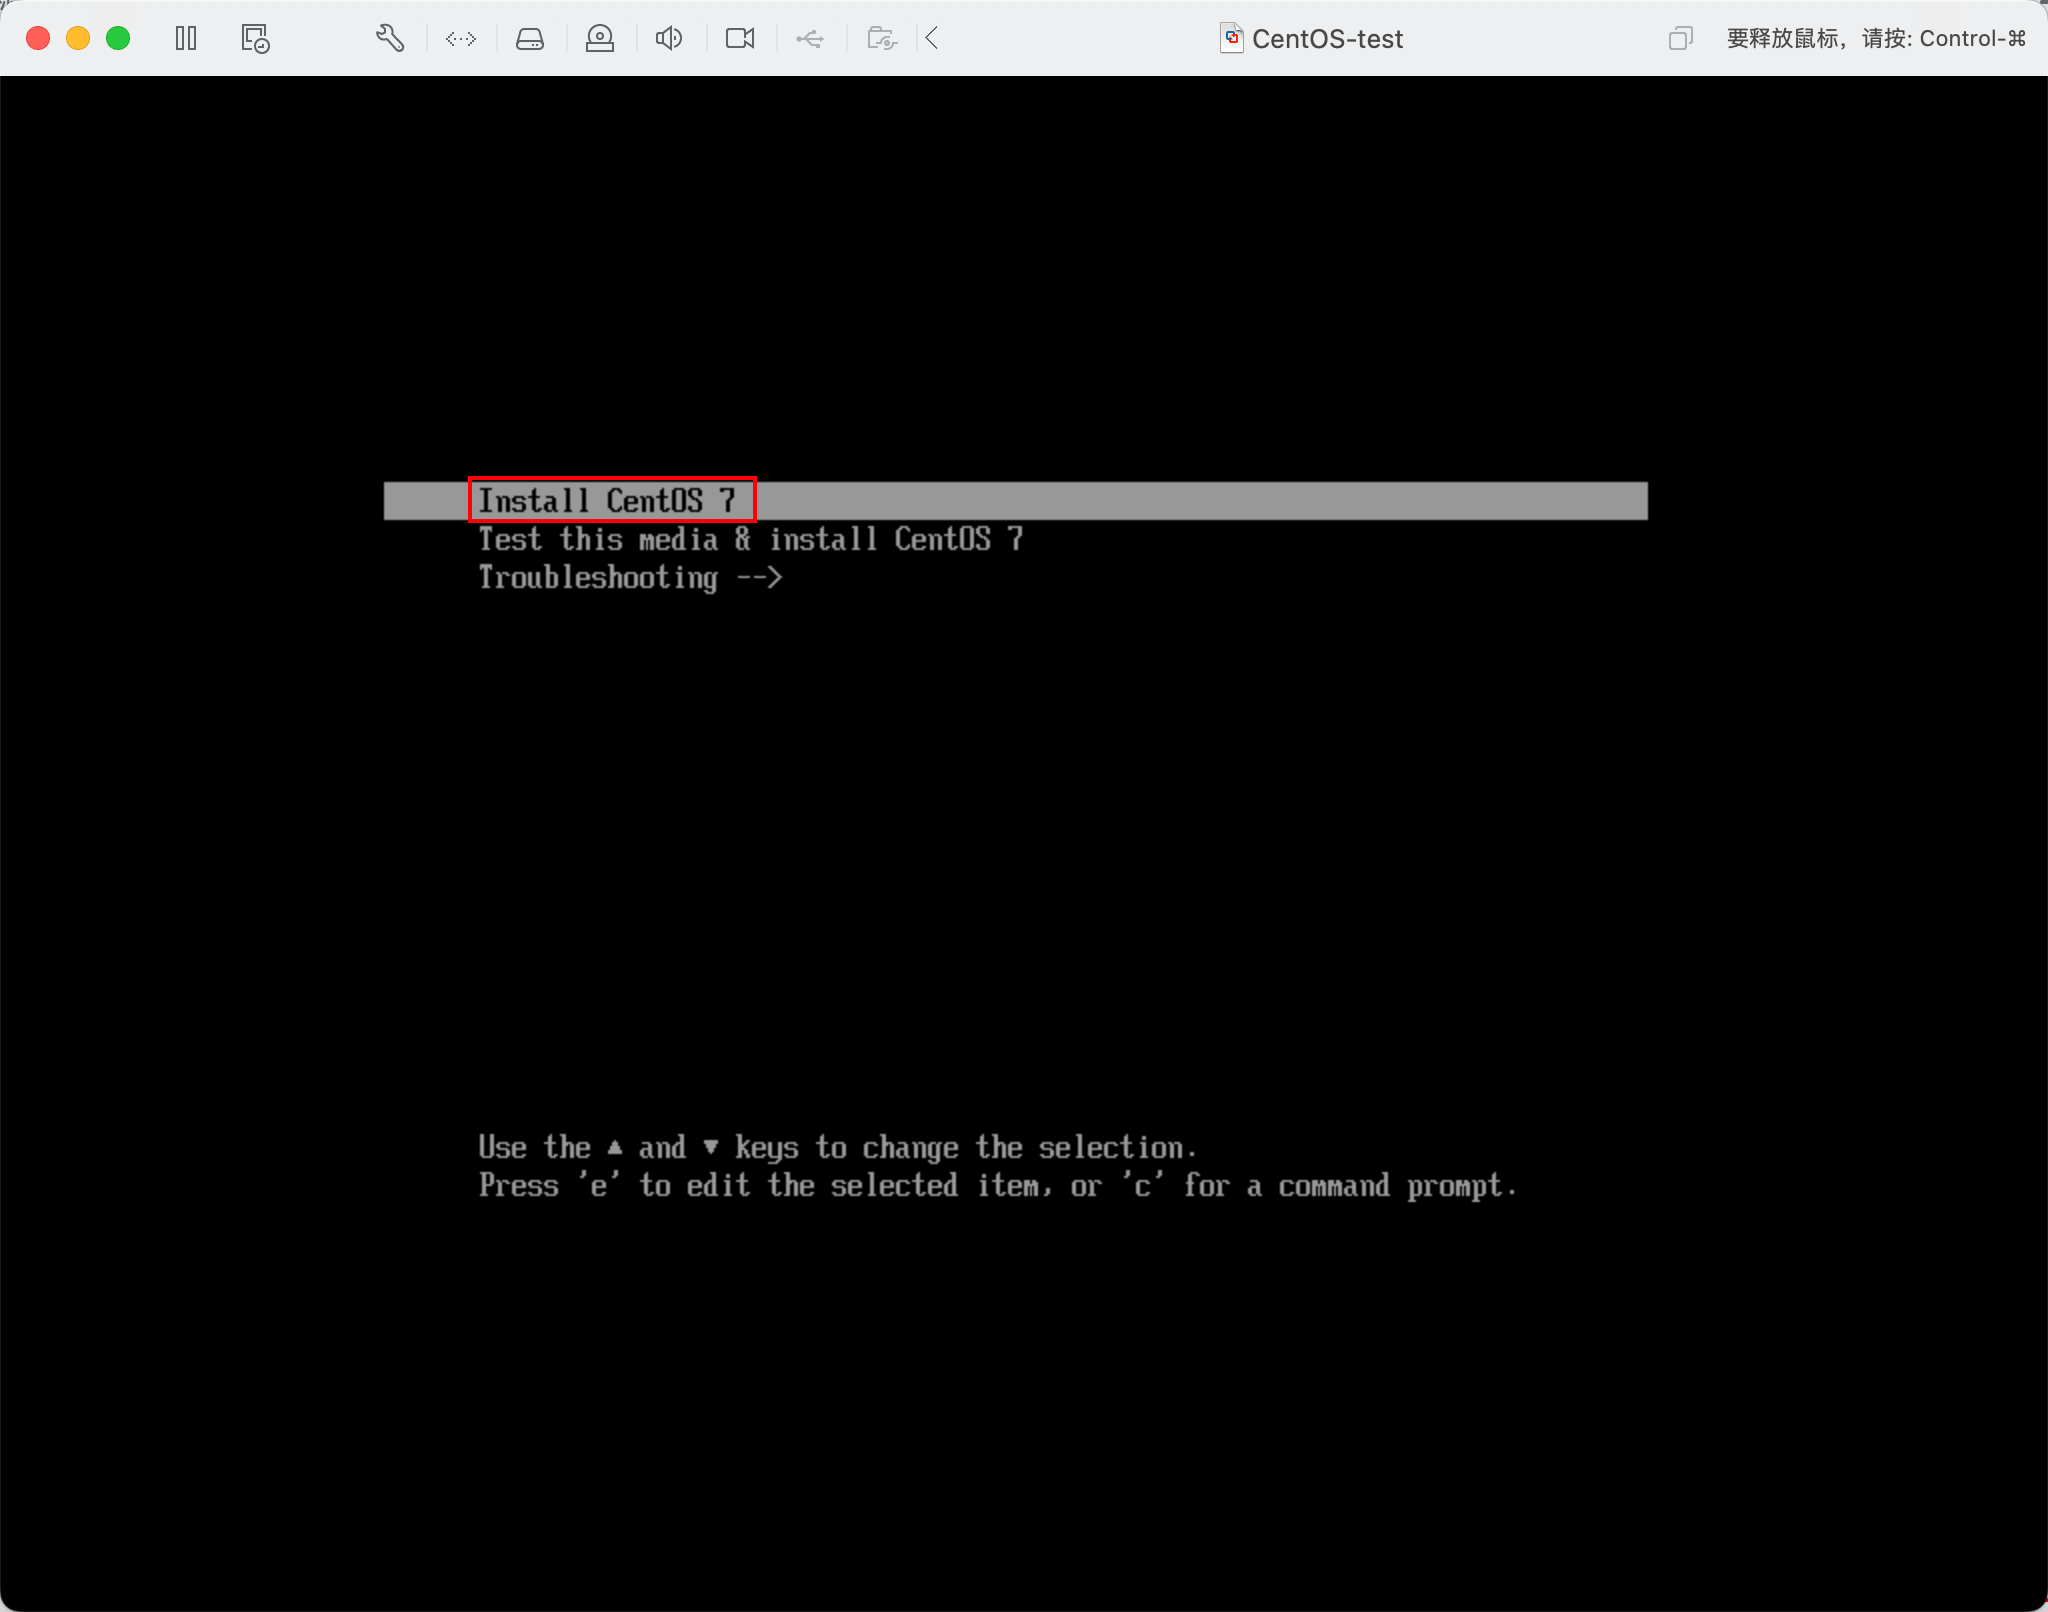 CentOS-test
要释放鼠标，请按: Control-⌘
Install CentOS 7
Test this media & install CentOS 7
Troubleshooting -->
Use the ▲ and ▼ keys to change the selection.
Press 'e' to edit the selected item, or 'c' for a command prompt.